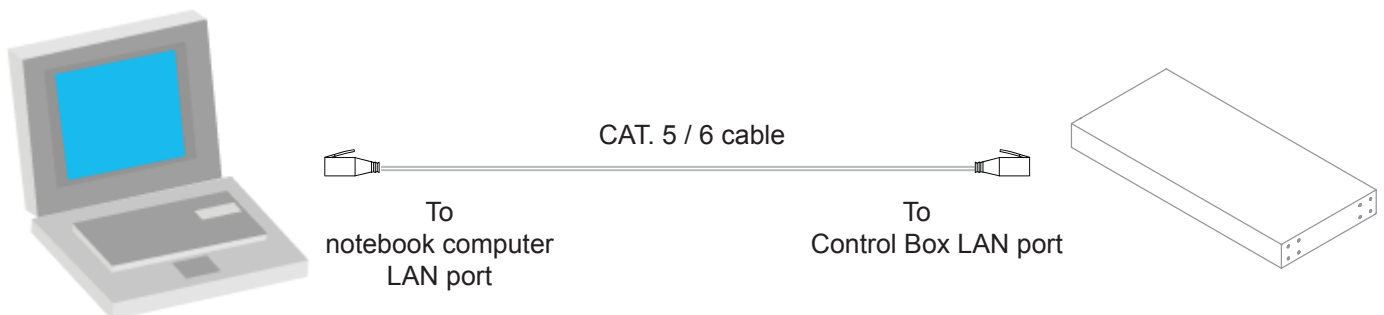 CAT. 5 / 6 cable
To
notebook computer
LAN port
To
Control Box LAN port